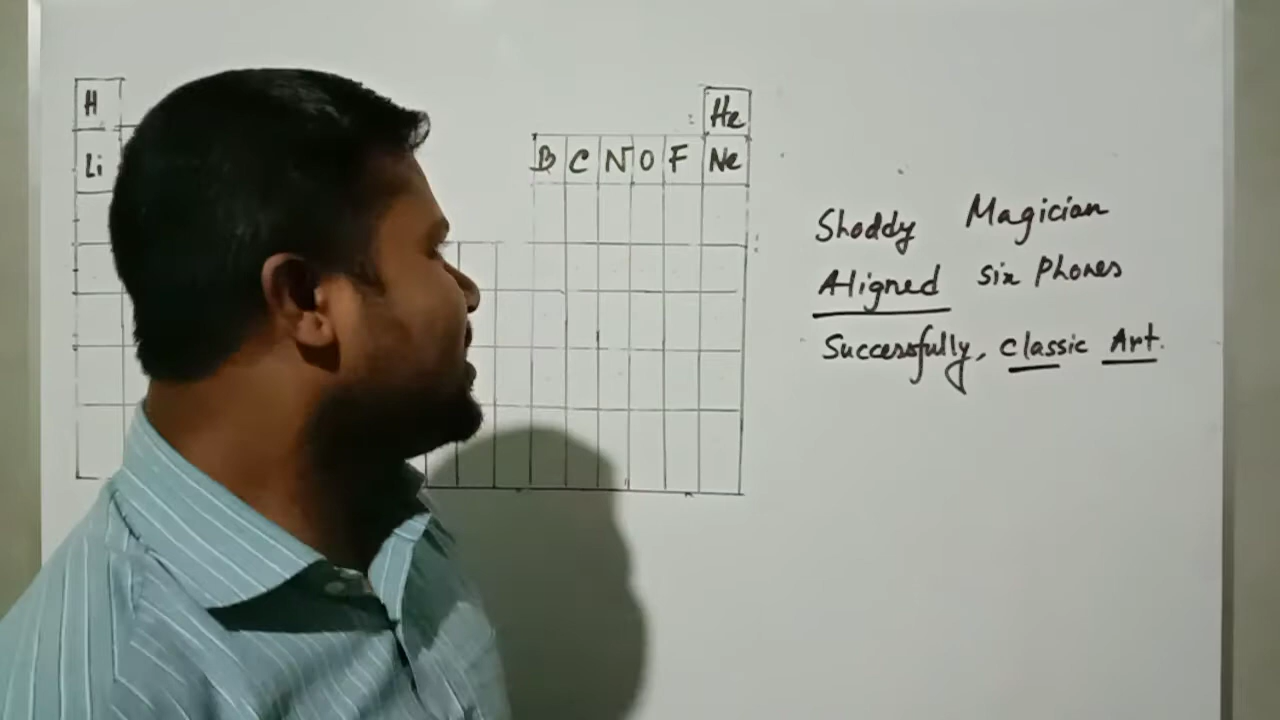 H He
Li B C N O F Ne
Shoddy Magician
Aligned six Phones
Successfully, classic Art.